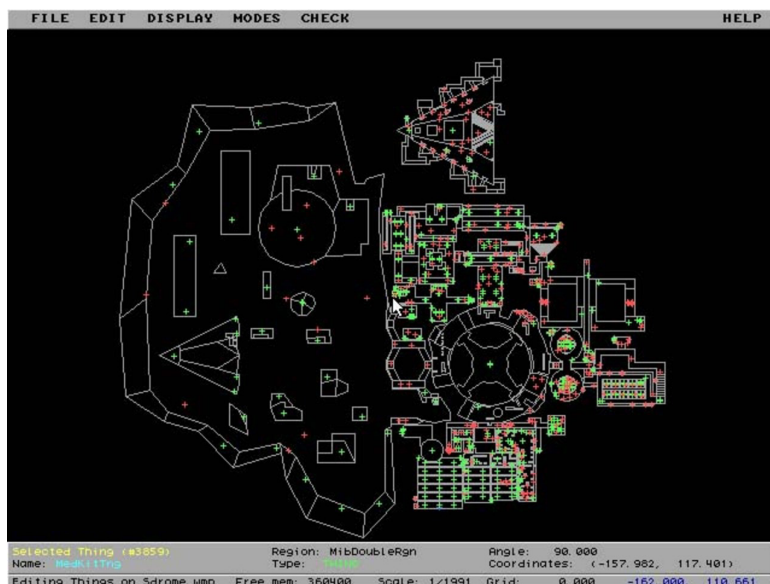 FILE EDIT DISPLAY MODES CHECK HELP
Selected Thing (#3859) Region: MibDoubleRgn Angle: 90.000
Name: MedKitTng Type: THING Coordinates: (-157.982, 117.401)
Editing Things on Sdrome.wmp Free mem: 360400 Scale: 1/1991 Grid: 0.000 -162.000 110.661